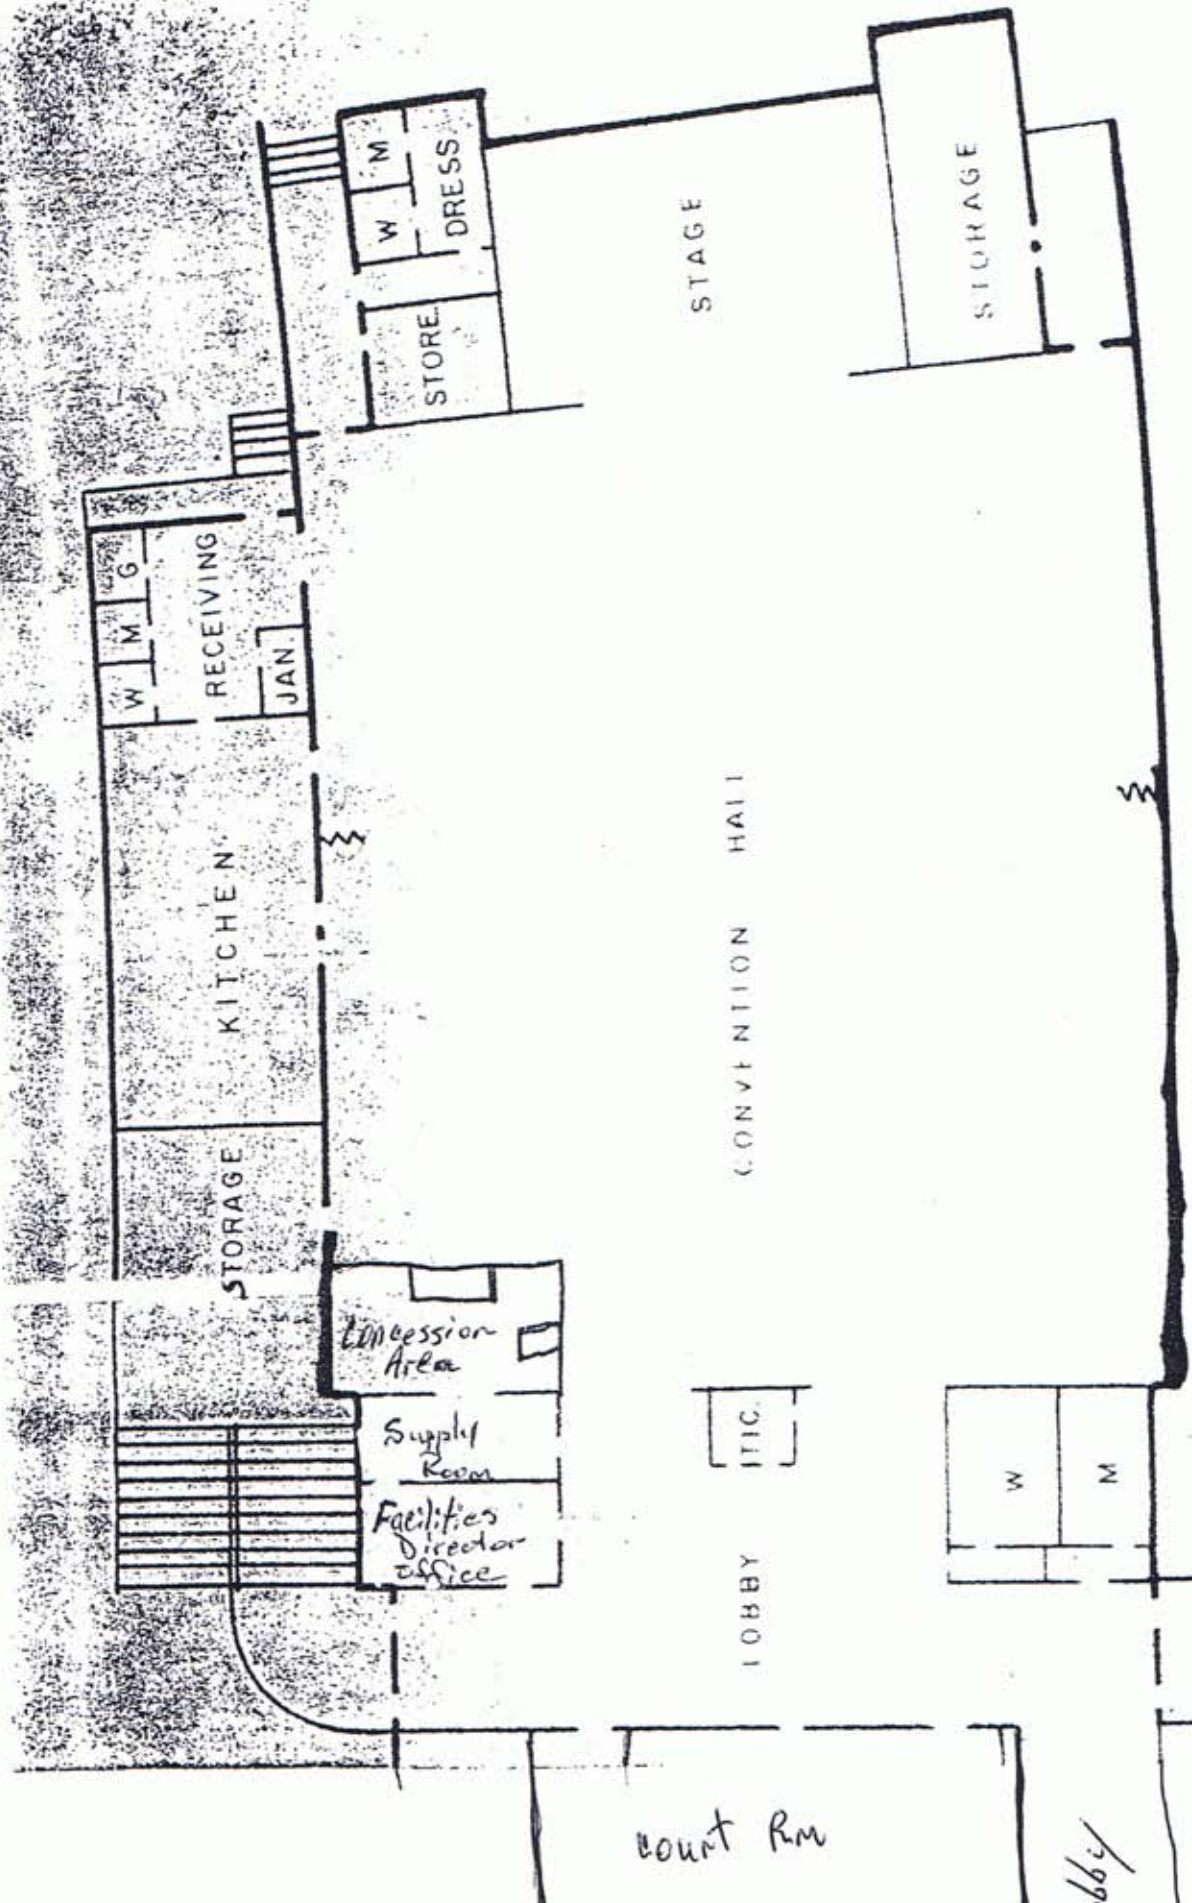 M
W
DRESS
STORE
STAGE
STORAGE
G
M
W
RECEIVING
JAN.
KITCHEN
CONVENTION HALL
STORAGE
Concession
Area
Supply
Room
Facilities
Director
office
TIC.
W
M
LOBBY
Court Rm